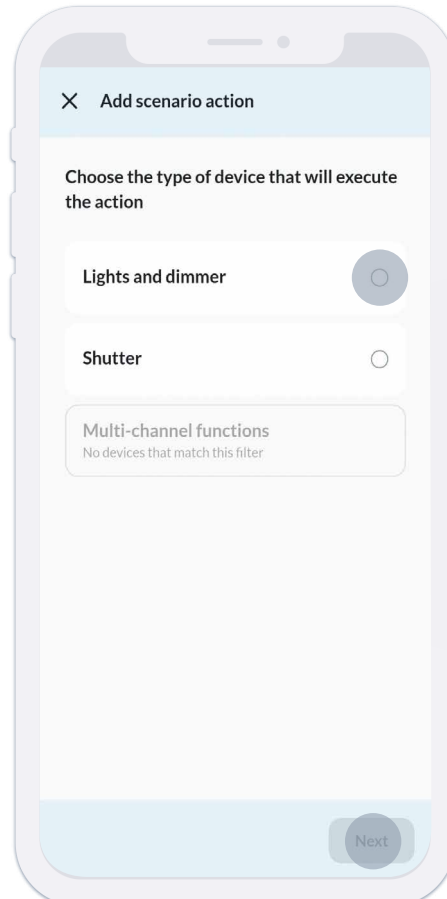 Add scenario action
Choose the type of device that will execute
the action
Lights and dimmer
Shutter
Multi-channel functions
No devices that match this filter
Next